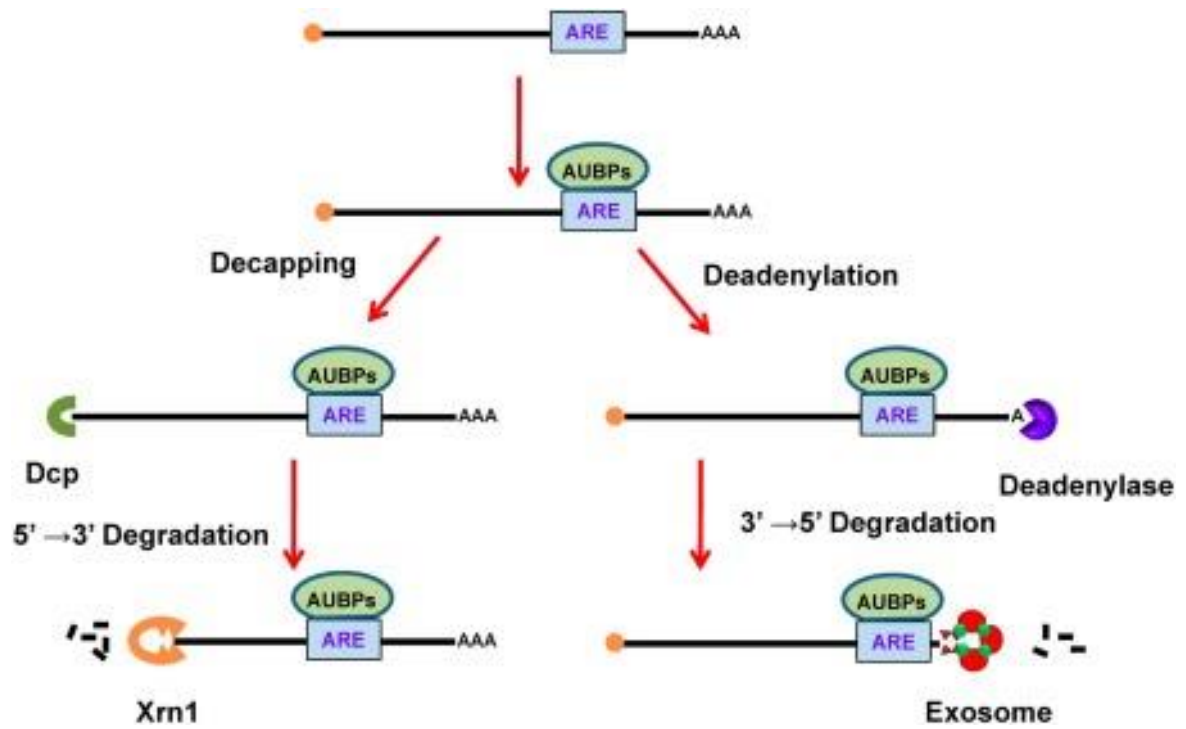 ARE
AAA
AUBPs
ARE
AAA
Decapping
Deadenylation
AUBPs
ARE
AAA
AUBPs
ARE
A
Dcp
Deadenylase
5’ →3’ Degradation
3’ →5’ Degradation
AUBPs
ARE
AAA
AUBPs
ARE
Xrn1
Exosome